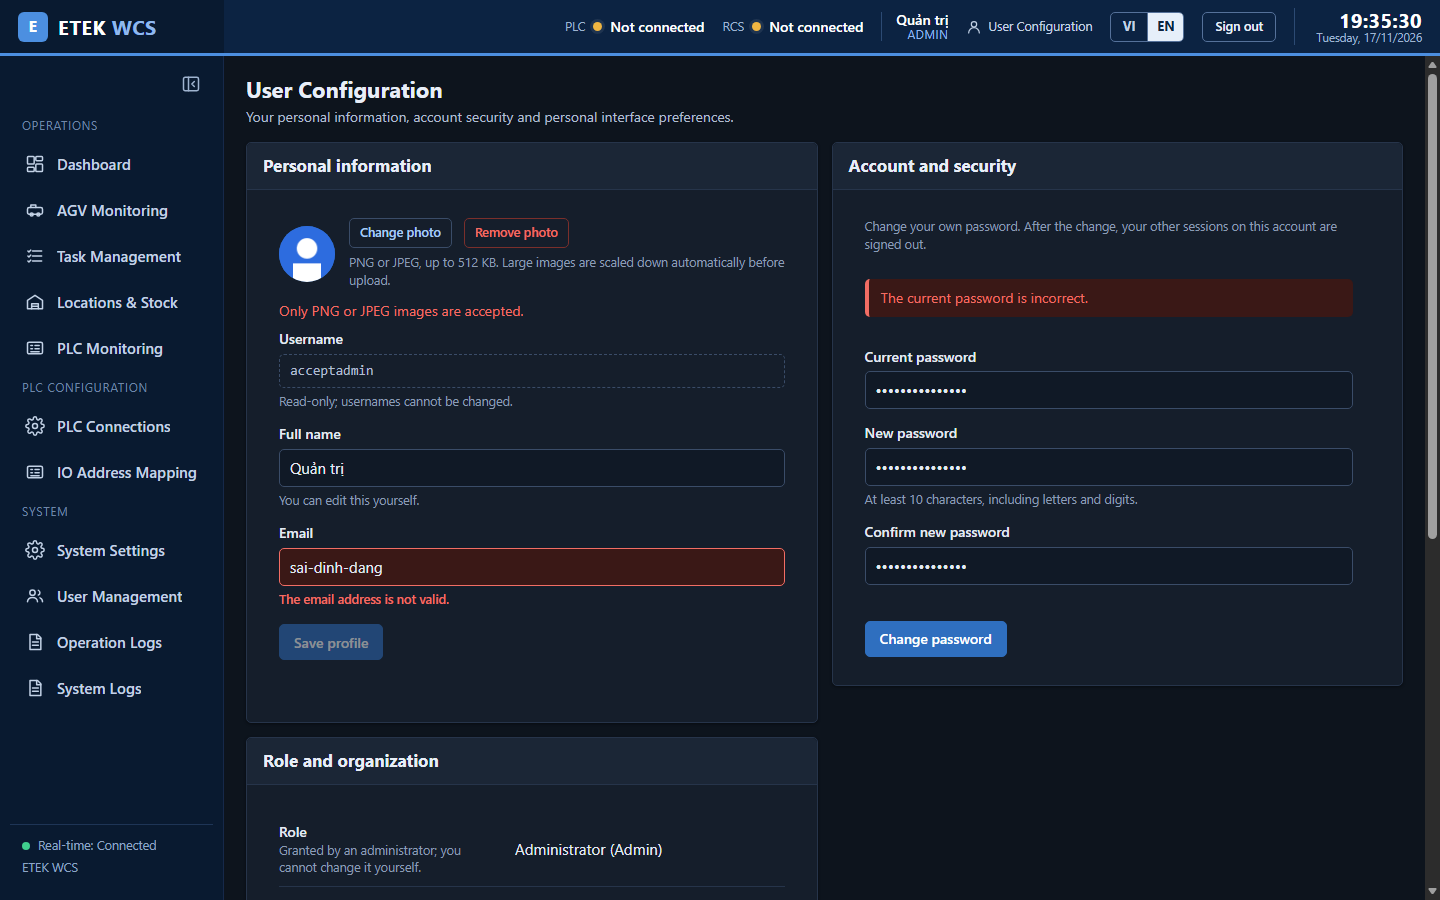 E ETEK WCS
PLC Not connected RCS Not connected
Quản trị
ADMIN
User Configuration
VI EN
Sign out
19:35:30
Tuesday, 17/11/2026
OPERATIONS
Dashboard
AGV Monitoring
Task Management
Locations & Stock
PLC Monitoring
PLC CONFIGURATION
PLC Connections
IO Address Mapping
SYSTEM
System Settings
User Management
Operation Logs
System Logs
Real-time: Connected
ETEK WCS
User Configuration
Your personal information, account security and personal interface preferences.
Personal information
Change photo Remove photo
PNG or JPEG, up to 512 KB. Large images are scaled down automatically before
upload.
Only PNG or JPEG images are accepted.
Username
acceptadmin
Read-only; usernames cannot be changed.
Full name
Quản trị
You can edit this yourself.
Email
sai-dinh-dang
The email address is not valid.
Save profile
Account and security
Change your own password. After the change, your other sessions on this account are
signed out.
The current password is incorrect.
Current password
•••••••••••••••
New password
•••••••••••••••
At least 10 characters, including letters and digits.
Confirm new password
•••••••••••••••
Change password
Role and organization
Role
Granted by an administrator; you
cannot change it yourself.
Administrator (Admin)